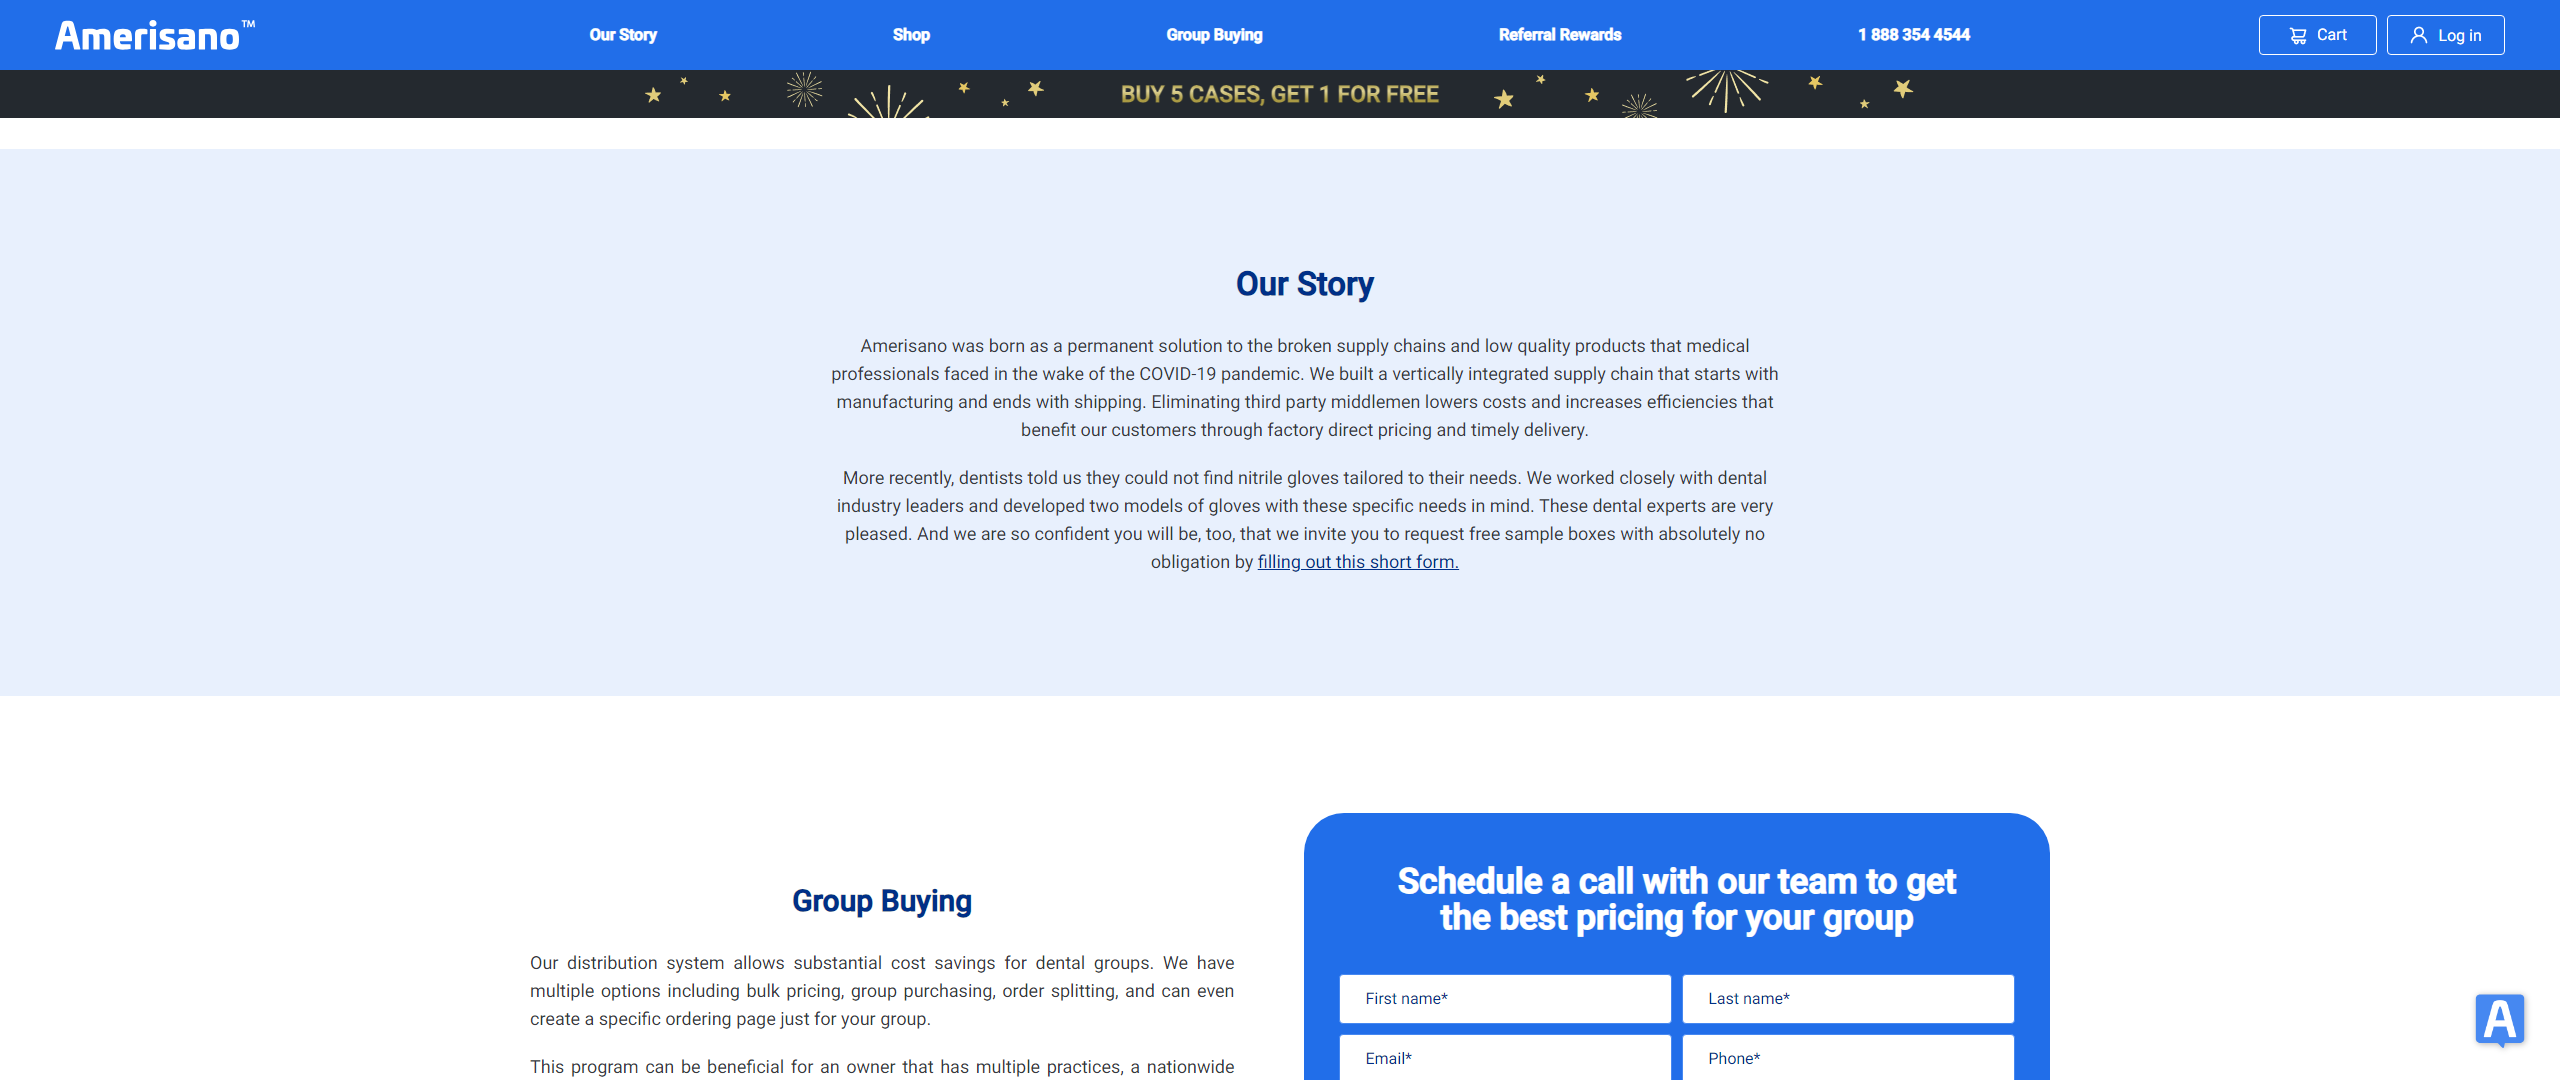 Amerisano™
Our Story
Shop
Group Buying
Referral Rewards
1 888 354 4544
Cart
Log in
BUY 5 CASES, GET 1 FOR FREE
Our Story
Amerisano was born as a permanent solution to the broken supply chains and low quality products that medical
professionals faced in the wake of the COVID-19 pandemic. We built a vertically integrated supply chain that starts with
manufacturing and ends with shipping. Eliminating third party middlemen lowers costs and increases efficiencies that
benefit our customers through factory direct pricing and timely delivery.
More recently, dentists told us they could not find nitrile gloves tailored to their needs. We worked closely with dental
industry leaders and developed two models of gloves with these specific needs in mind. These dental experts are very
pleased. And we are so confident you will be, too, that we invite you to request free sample boxes with absolutely no
obligation by filling out this short form.
Group Buying
Our distribution system allows substantial cost savings for dental groups. We have
multiple options including bulk pricing, group purchasing, order splitting, and can even
create a specific ordering page just for your group.
This program can be beneficial for an owner that has multiple practices, a nationwide
Schedule a call with our team to get
the best pricing for your group
First name*
Last name*
Email*
Phone*
A